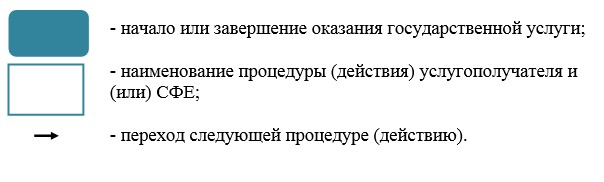 - начало или завершение оказания государственной услуги;
- наименование процедуры (действия) услугополучателя и
(или) СФЕ;
- переход следующей процедуре (действию).